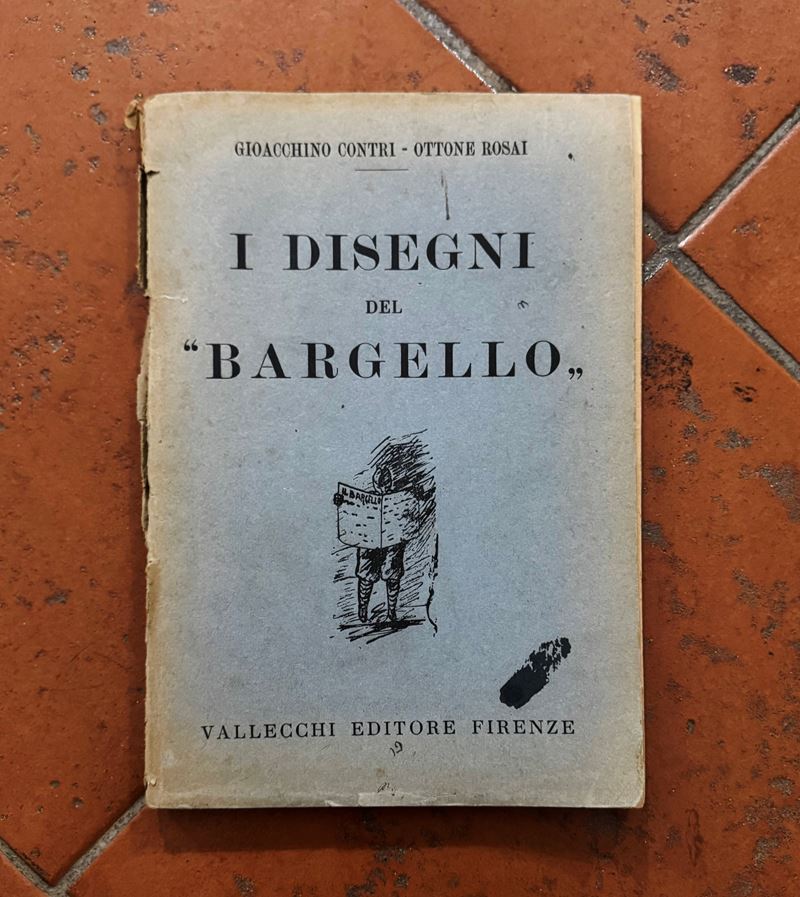 GIOACCHINO CONTRI - OTTONE ROSAI
I DISEGNI
DEL
“BARGELLO„
IL BARGELLO
VALLECCHI EDITORE FIRENZE